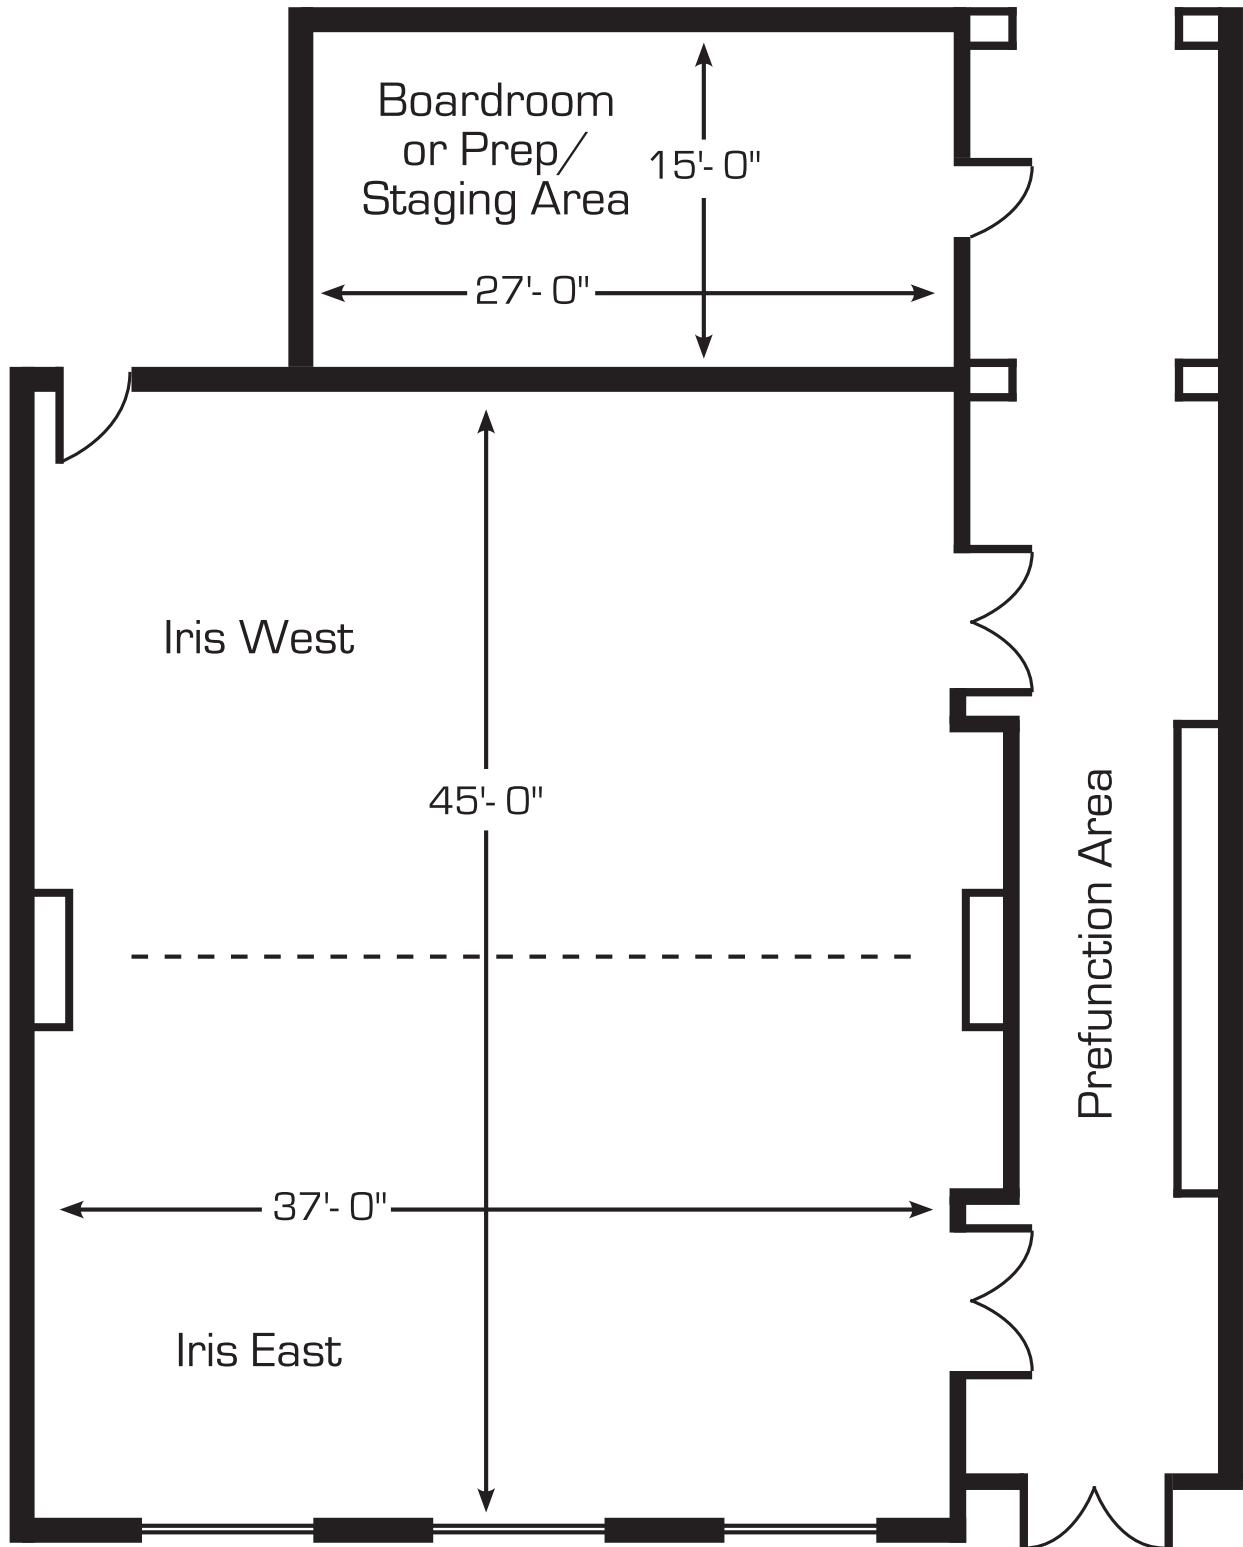 Boardroom
or Prep/
Staging Area
15'- 0"
27'- 0"
Iris West
45'- 0"
Prefunction Area
37'- 0"
Iris East